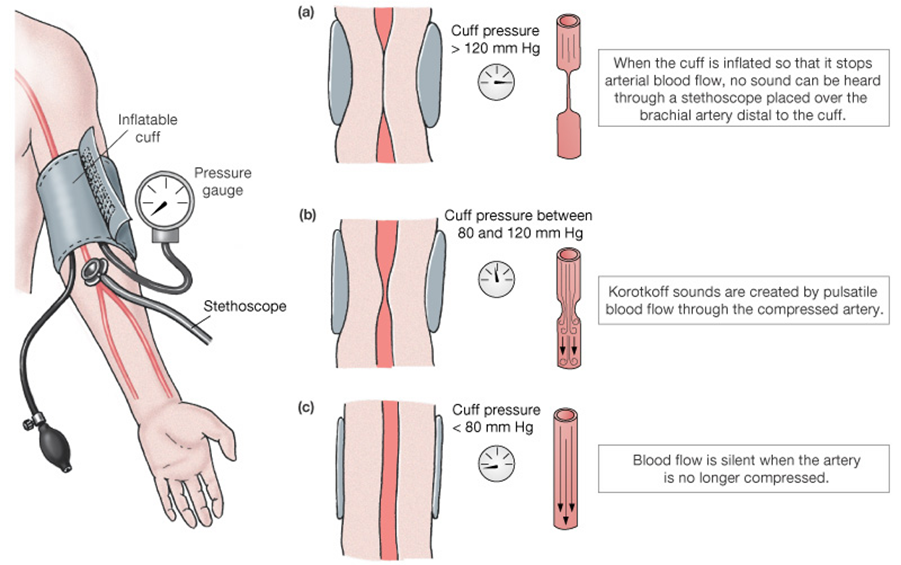 Inflatable
cuff
Pressure
gauge
Stethoscope
(a)
Cuff pressure
> 120 mm Hg
When the cuff is inflated so that it stops
arterial blood flow, no sound can be heard
through a stethoscope placed over the
brachial artery distal to the cuff.
(b)
Cuff pressure between
80 and 120 mm Hg
Korotkoff sounds are created by pulsatile
blood flow through the compressed artery.
(c)
Cuff pressure
< 80 mm Hg
Blood flow is silent when the artery
is no longer compressed.